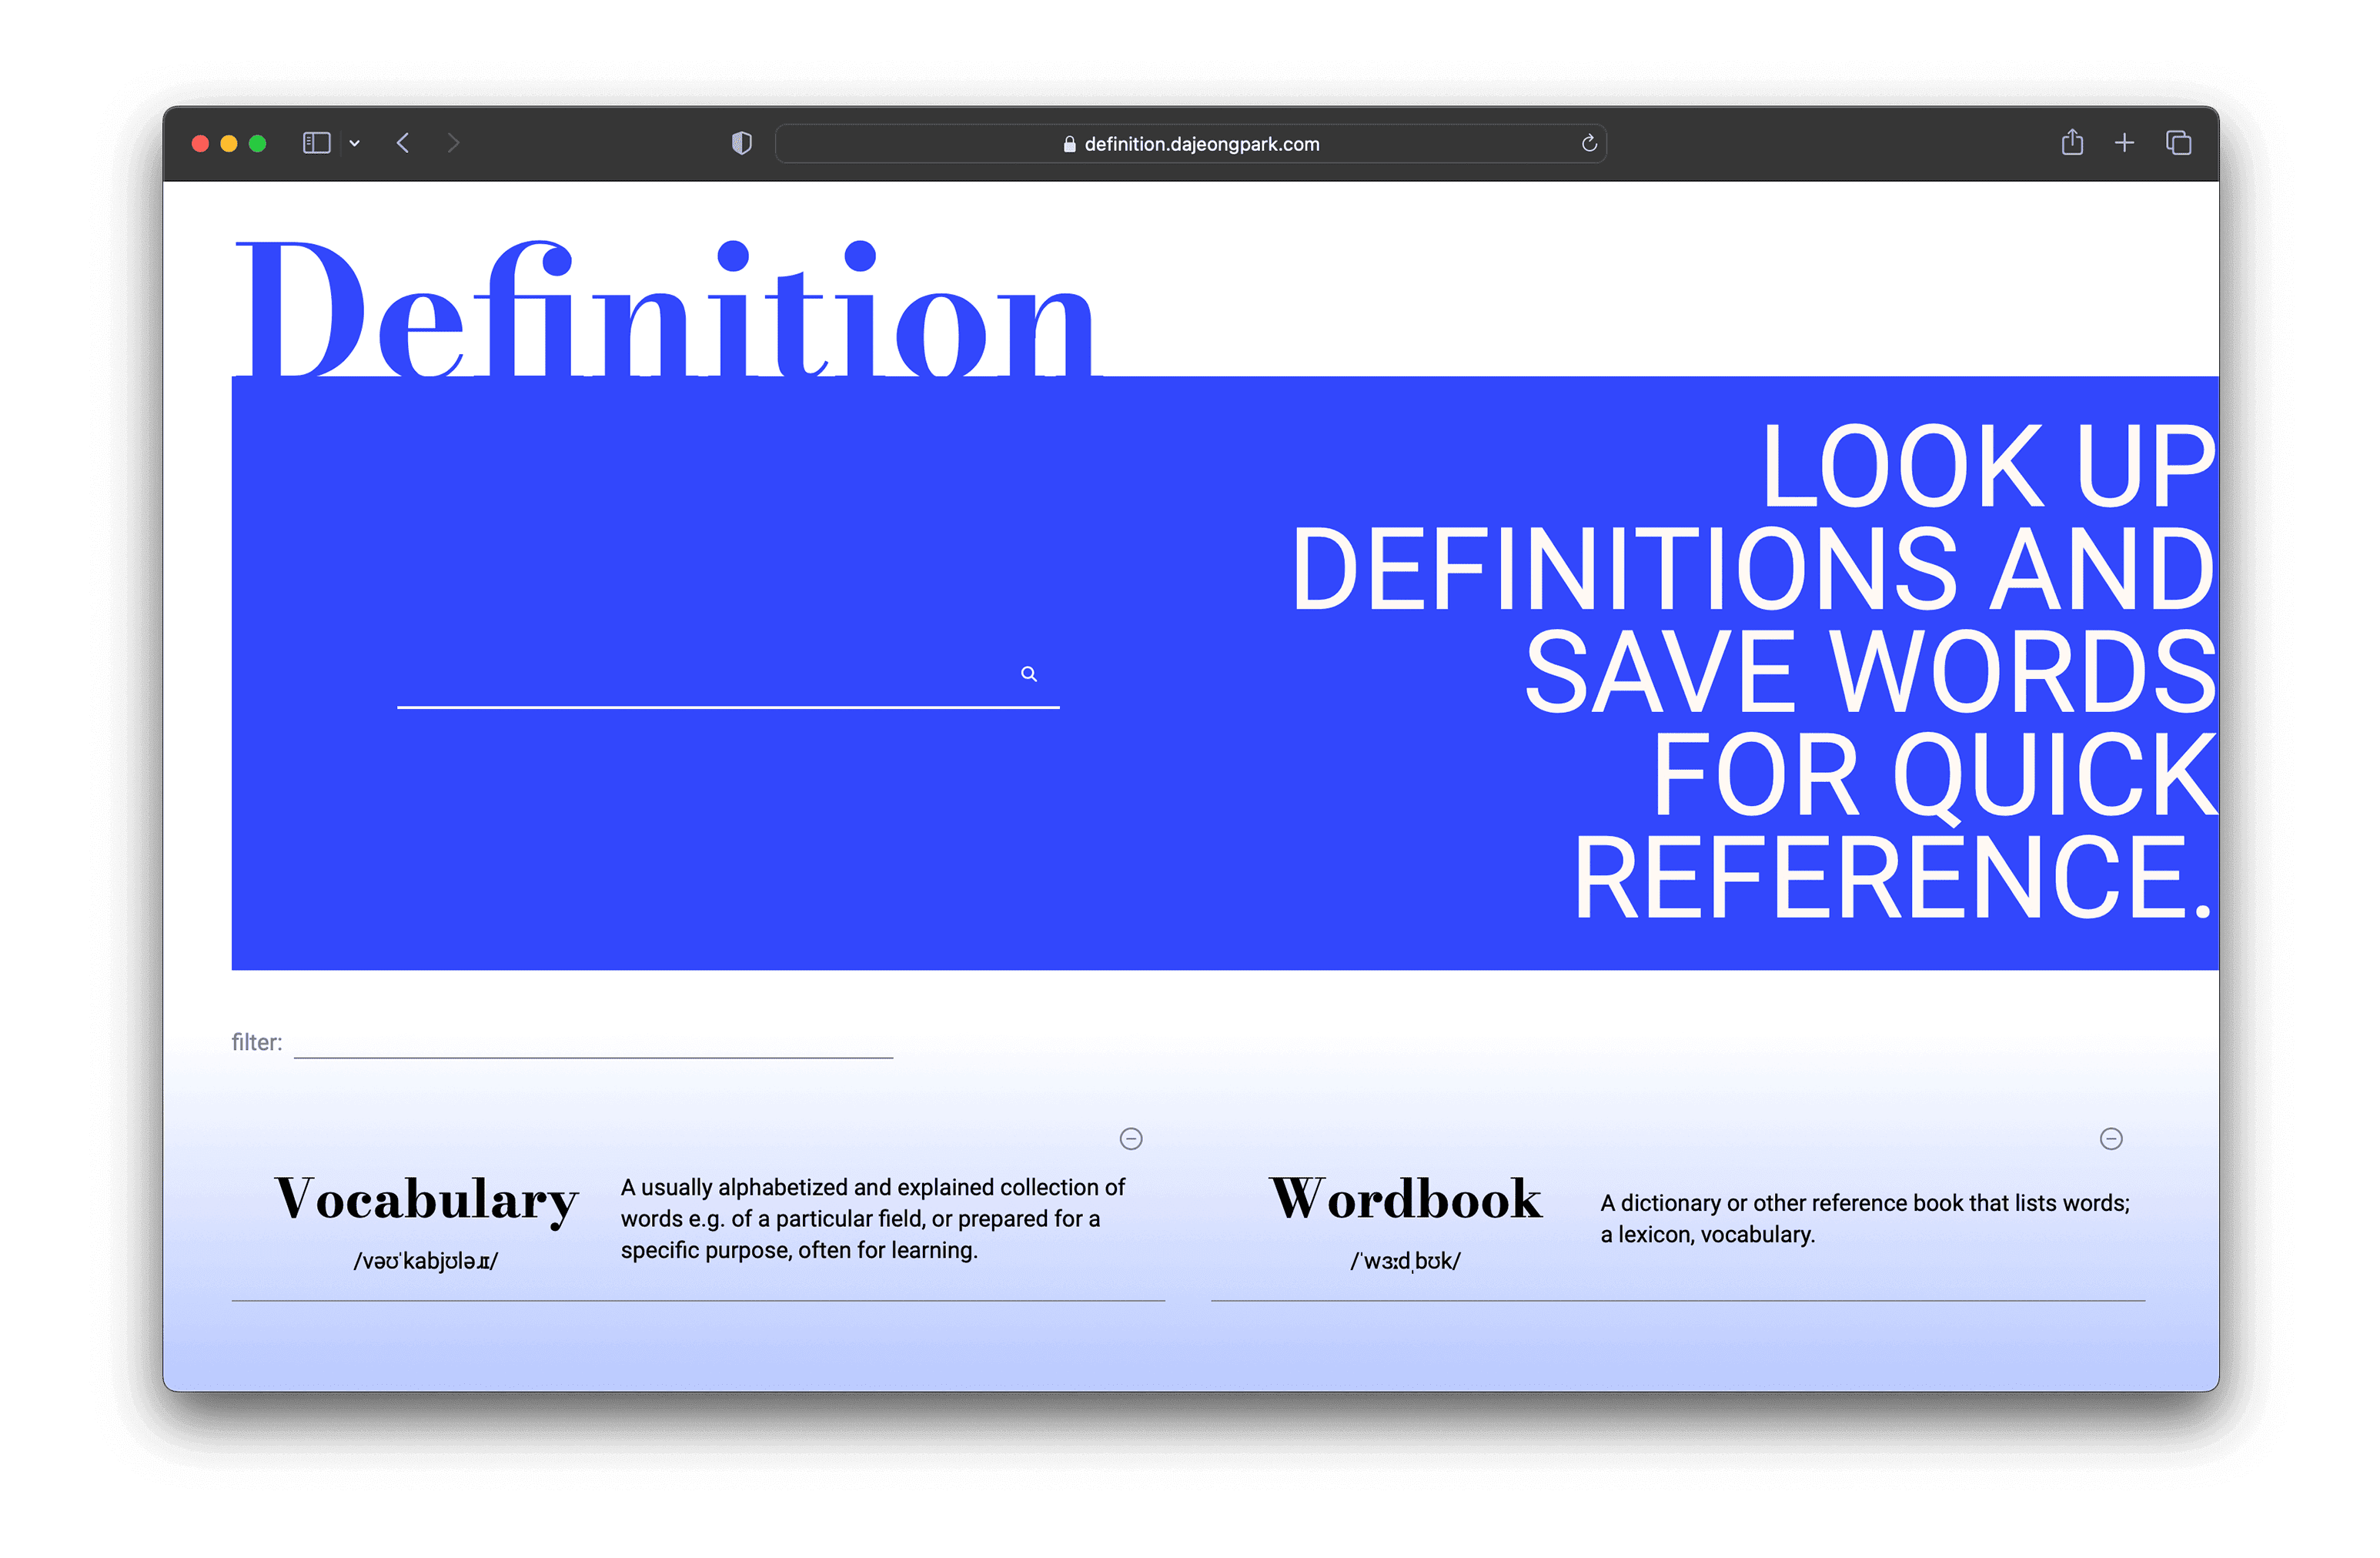 definition.dajeongpark.com
Definition
LOOK UP
DEFINITIONS AND
SAVE WORDS
FOR QUICK
REFERENCE.
filter:
Vocabulary
/vəʊˈkabjʊləɹɪ/
A usually alphabetized and explained collection of
words e.g. of a particular field, or prepared for a
specific purpose, often for learning.
Wordbook
/ˈwɜːdˌbʊk/
A dictionary or other reference book that lists words;
a lexicon, vocabulary.